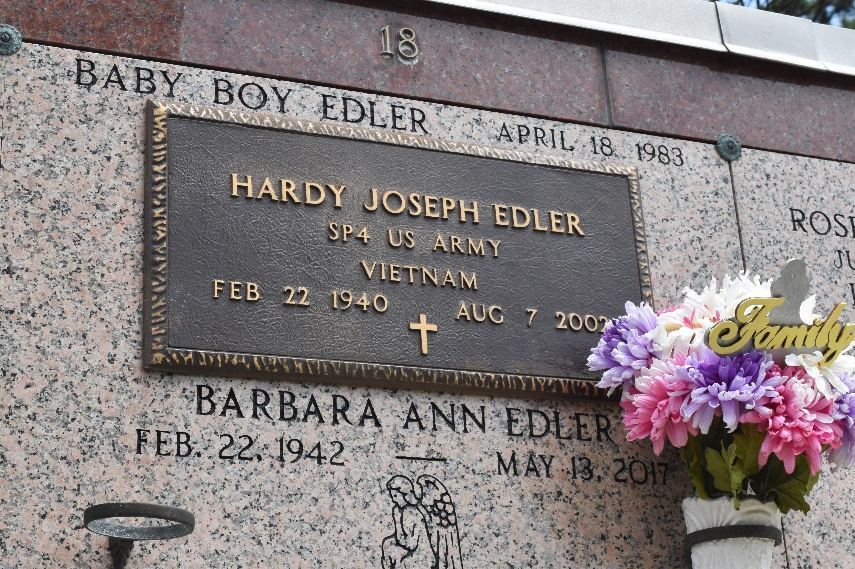 18
BABY BOY EDLER APRIL 18, 1983
HARDY JOSEPH EDLER
SP4 US ARMY
VIETNAM
FEB 22 1940 AUG 7 2002
BARBARA ANN EDLER
FEB. 22, 1942 — MAY 13, 2017
Family